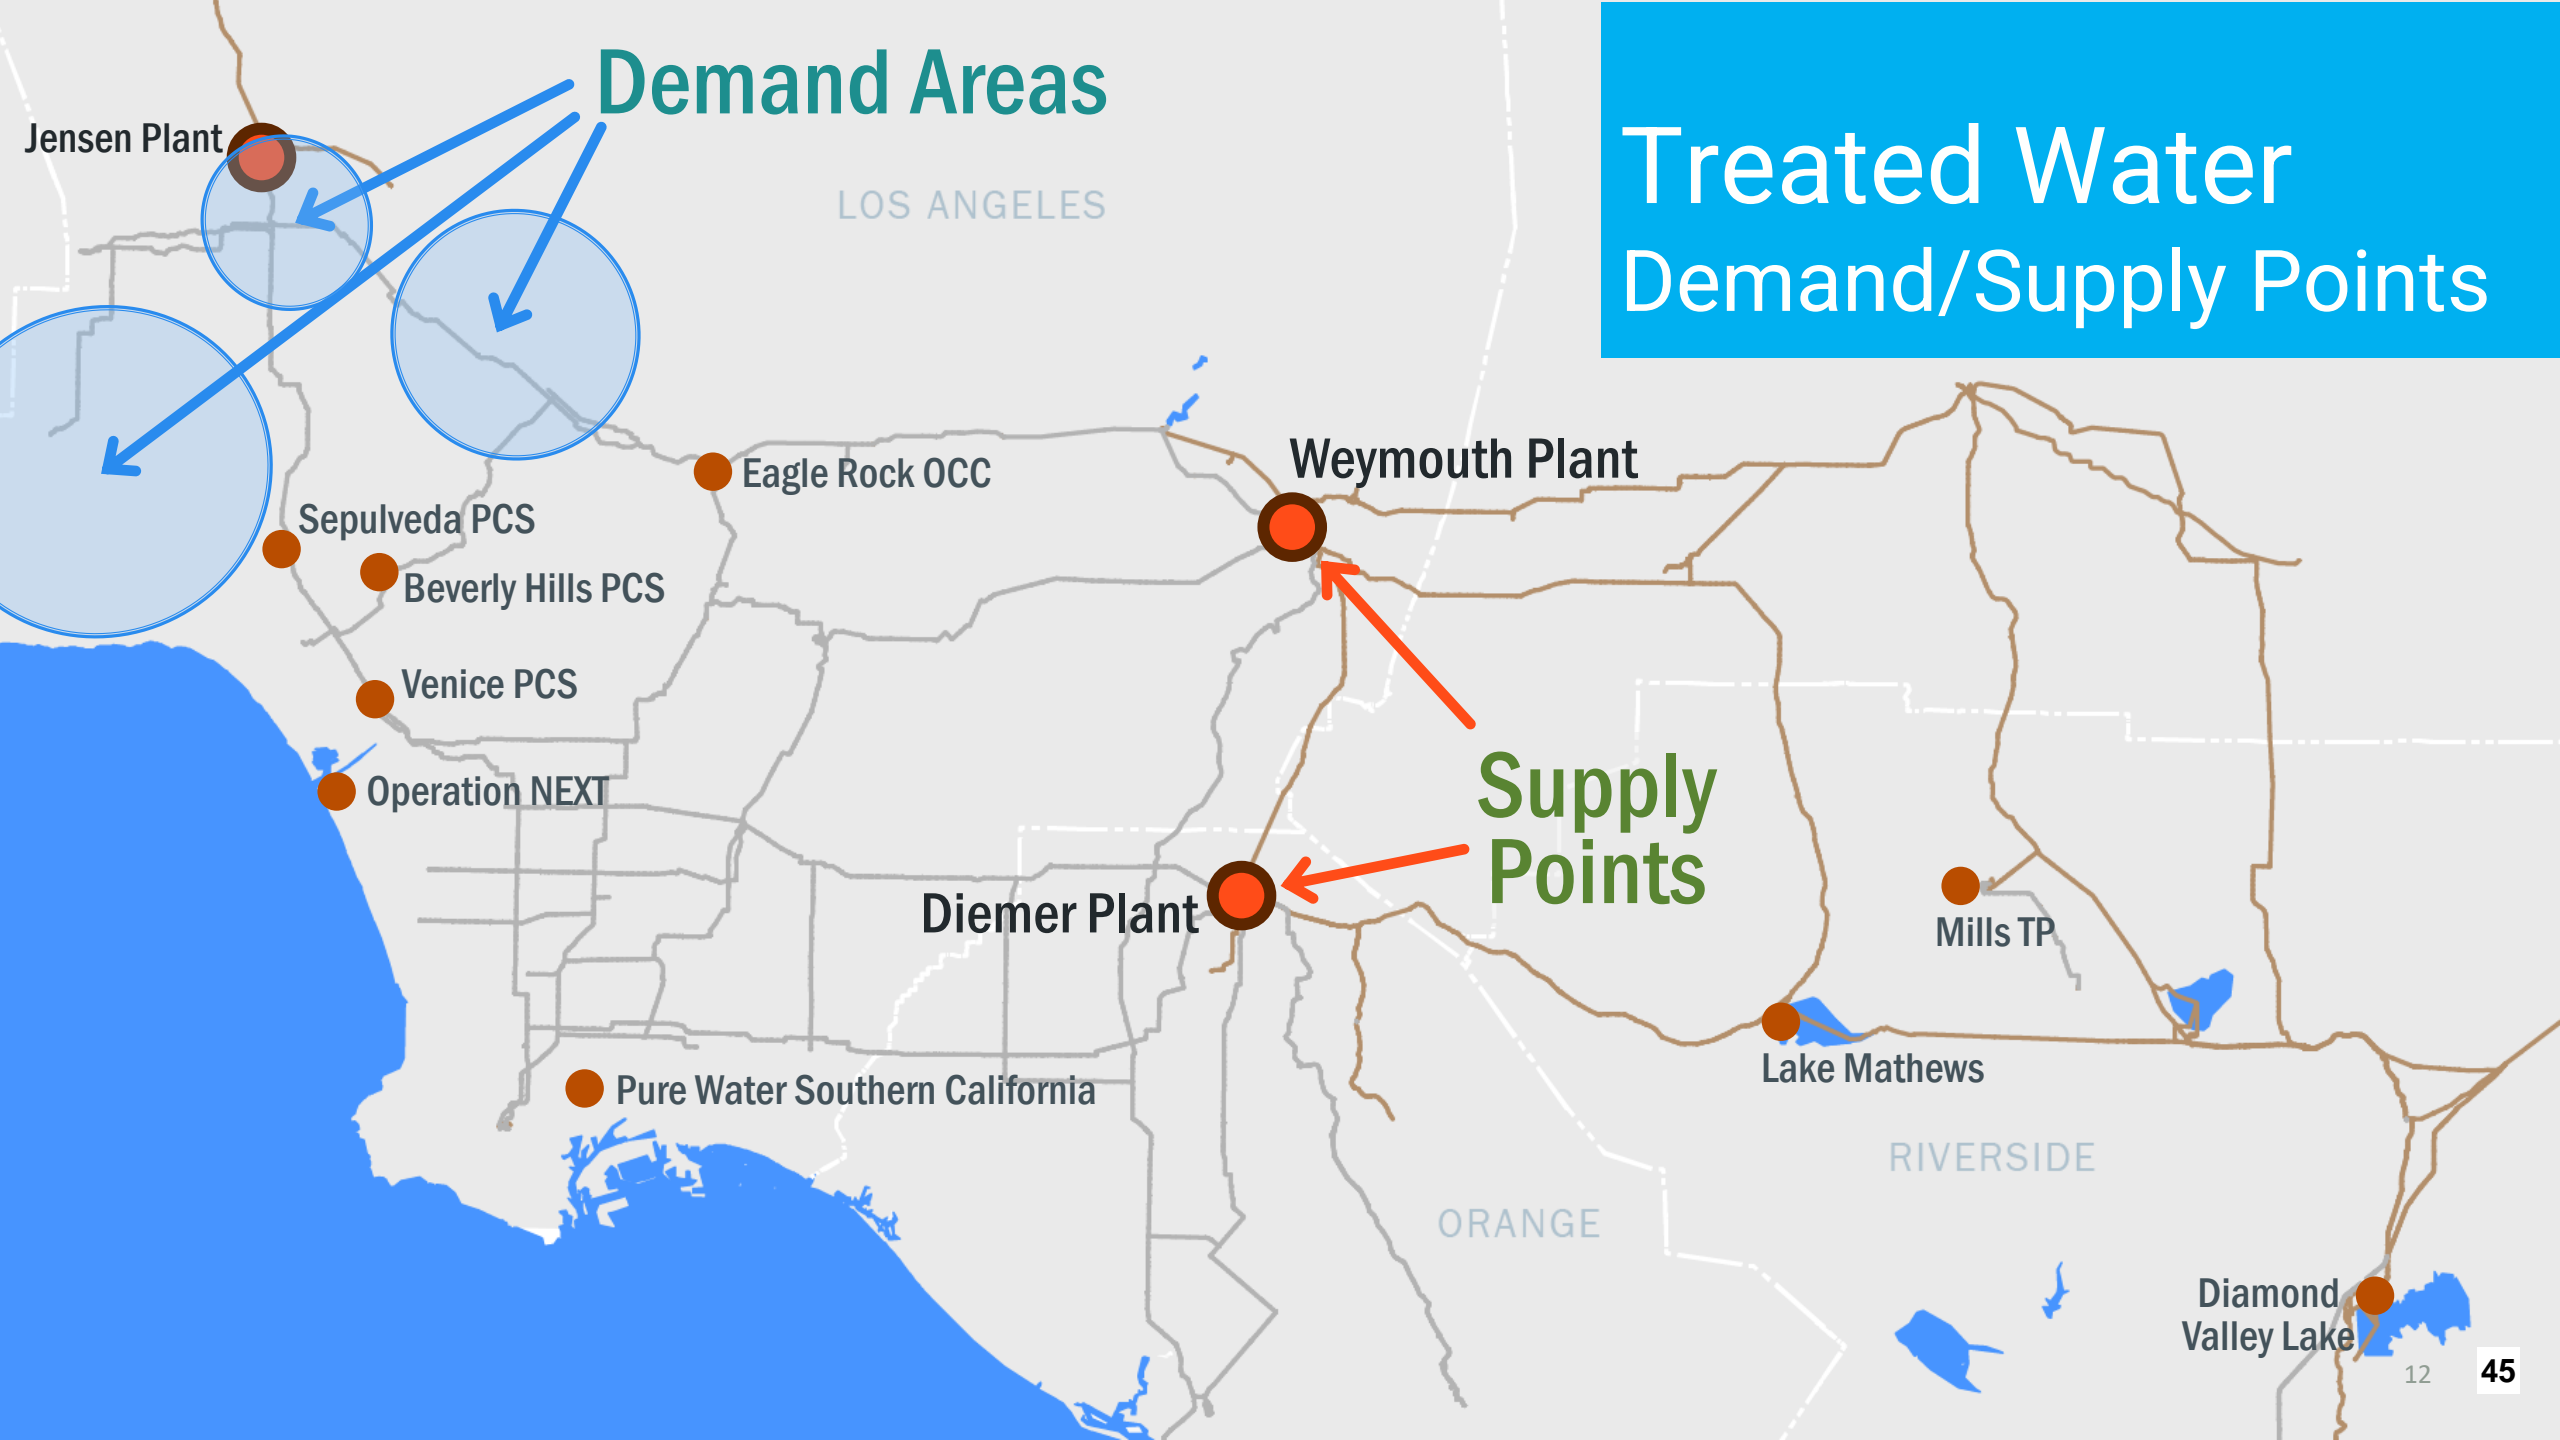 Treated Water
Demand/Supply Points
Demand Areas
Jensen Plant
LOS ANGELES
Weymouth Plant
Eagle Rock OCC
Sepulveda PCS
Beverly Hills PCS
Venice PCS
Operation NEXT
Supply
Points
Diemer Plant
Mills TP
Lake Mathews
Pure Water Southern California
RIVERSIDE
ORANGE
Diamond
Valley Lake
12
45